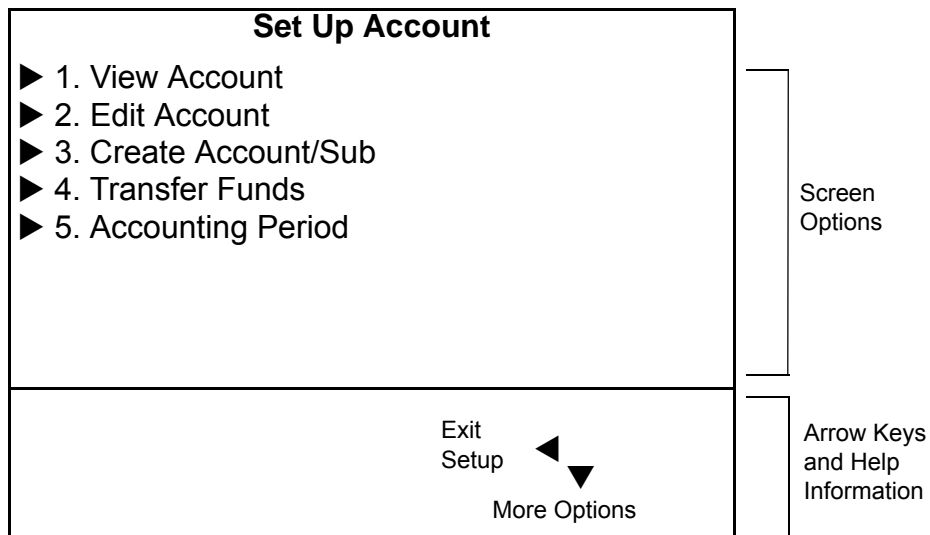 Set Up Account
▶ 1. View Account
▶ 2. Edit Account
▶ 3. Create Account/Sub
▶ 4. Transfer Funds
▶ 5. Accounting Period
Screen
Options
Exit
Setup ◀
▼
More Options
Arrow Keys
and Help
Information